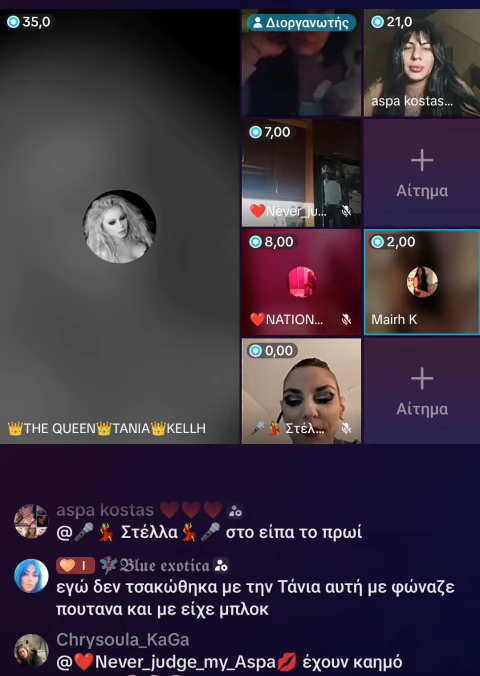 35,0
Διοργανωτής
21,0
aspa kostas...
7,00
❤️Never_ju...
Αίτημα
8,00
❤️NATION...
2,00
Mairh K
0,00
🎤💃 Στέλ...
Αίτημα
👑THE QUEEN👑TANIA👑KELLH
aspa kostas ❤️❤️❤️
@🎤💃 Στέλλα💃🎤 στο είπα το πρωί
I 🧚Blue exotica
εγώ δεν τσακώθηκα με την Τάνια αυτή με φώναζε
πουτανα και με είχε μπλοκ
Chrysoula_KaGa
@❤️Never_judge_my_Aspa💋 έχουν καημό